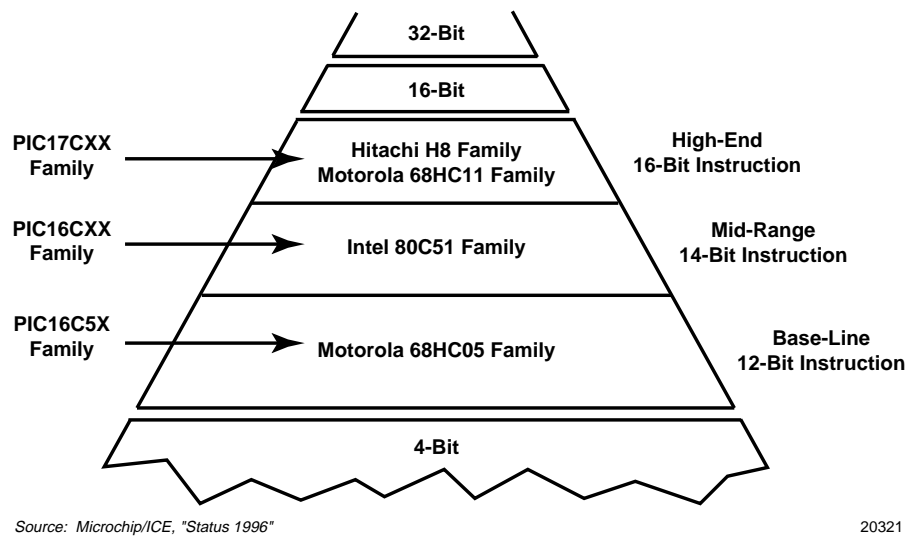 32-Bit
16-Bit
PIC17CXX
Family
Hitachi H8 Family
Motorola 68HC11 Family
High-End
16-Bit Instruction
PIC16CXX
Family
Intel 80C51 Family
Mid-Range
14-Bit Instruction
PIC16C5X
Family
Motorola 68HC05 Family
Base-Line
12-Bit Instruction
4-Bit
Source: Microchip/ICE, "Status 1996"
20321